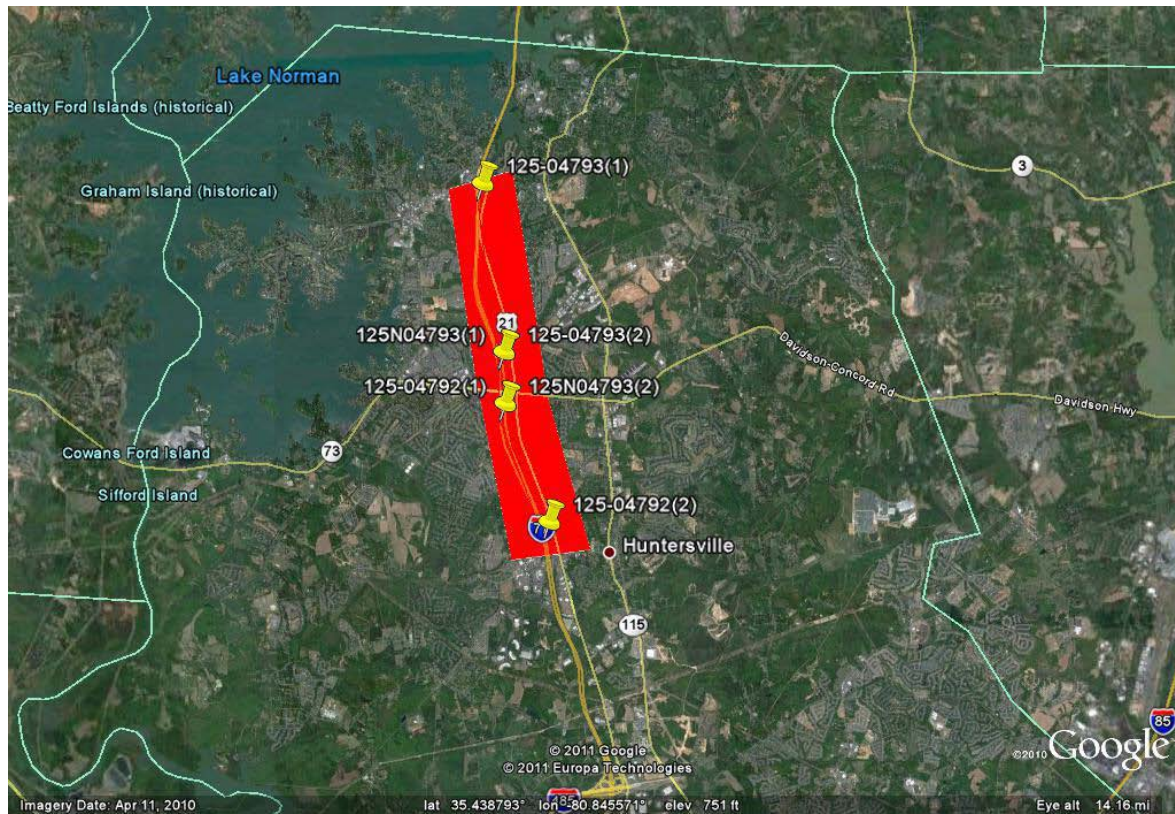 Lake Norman
Beatty Ford Islands (historical)
3
125-04793(1)
Graham Island (historical)
21
125N04793(1) 125-04793(2)
Davidson-Concord Rd
125-04792(1) 125N04793(2)
Davidson Hwy
73
Cowans Ford Island
Sifford Island
125-04792(2)
77
Huntersville
115
85
© 2011 Google
©2010 Google
© 2011 Europa Technologies
485
Imagery Date: Apr 11, 2010 lat 35.438793° lon -80.845571° elev 751 ft Eye alt 14.16 mi